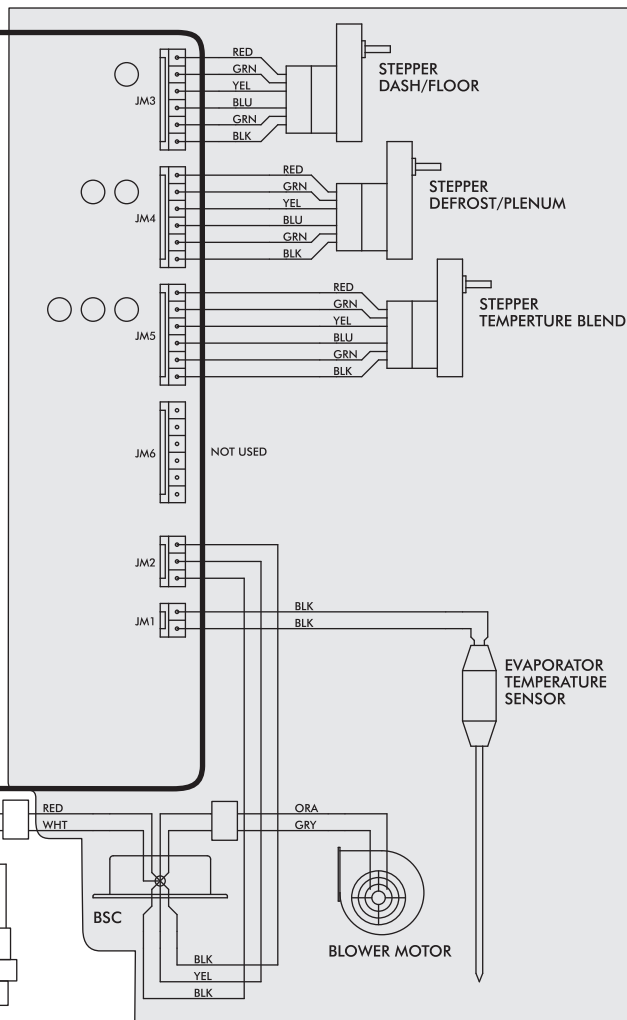 RED
GRN
YEL
BLU
GRN
BLK
JM3
STEPPER
DASH/FLOOR
RED
GRN
YEL
BLU
GRN
BLK
JM4
STEPPER
DEFROST/PLENUM
RED
GRN
YEL
BLU
GRN
BLK
JM5
STEPPER
TEMPERTURE BLEND
JM6
NOT USED
JM2
JM1
BLK
BLK
EVAPORATOR
TEMPERATURE
SENSOR
RED
WHT
ORA
GRY
BSC
BLOWER MOTOR
BLK
YEL
BLK